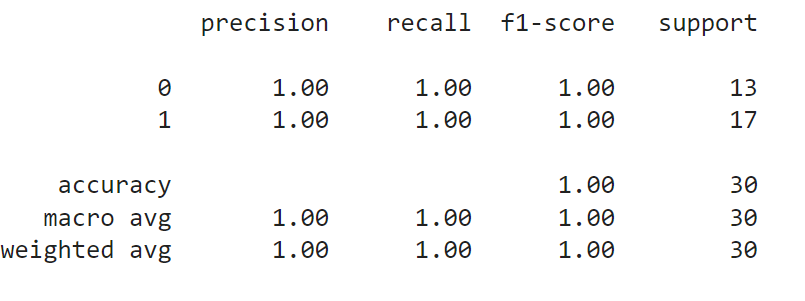 precision recall f1-score support
0 1.00 1.00 1.00 13
1 1.00 1.00 1.00 17
accuracy 1.00 30
macro avg 1.00 1.00 1.00 30
weighted avg 1.00 1.00 1.00 30